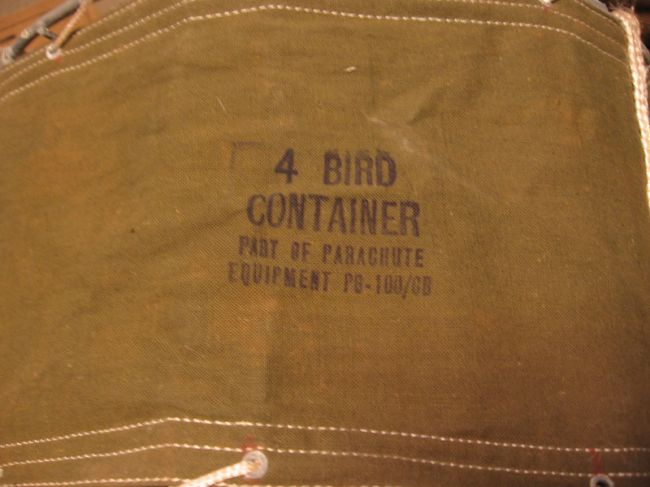 4 BIRD
CONTAINER
PART OF PARACHUTE
EQUIPMENT PG-100/CB